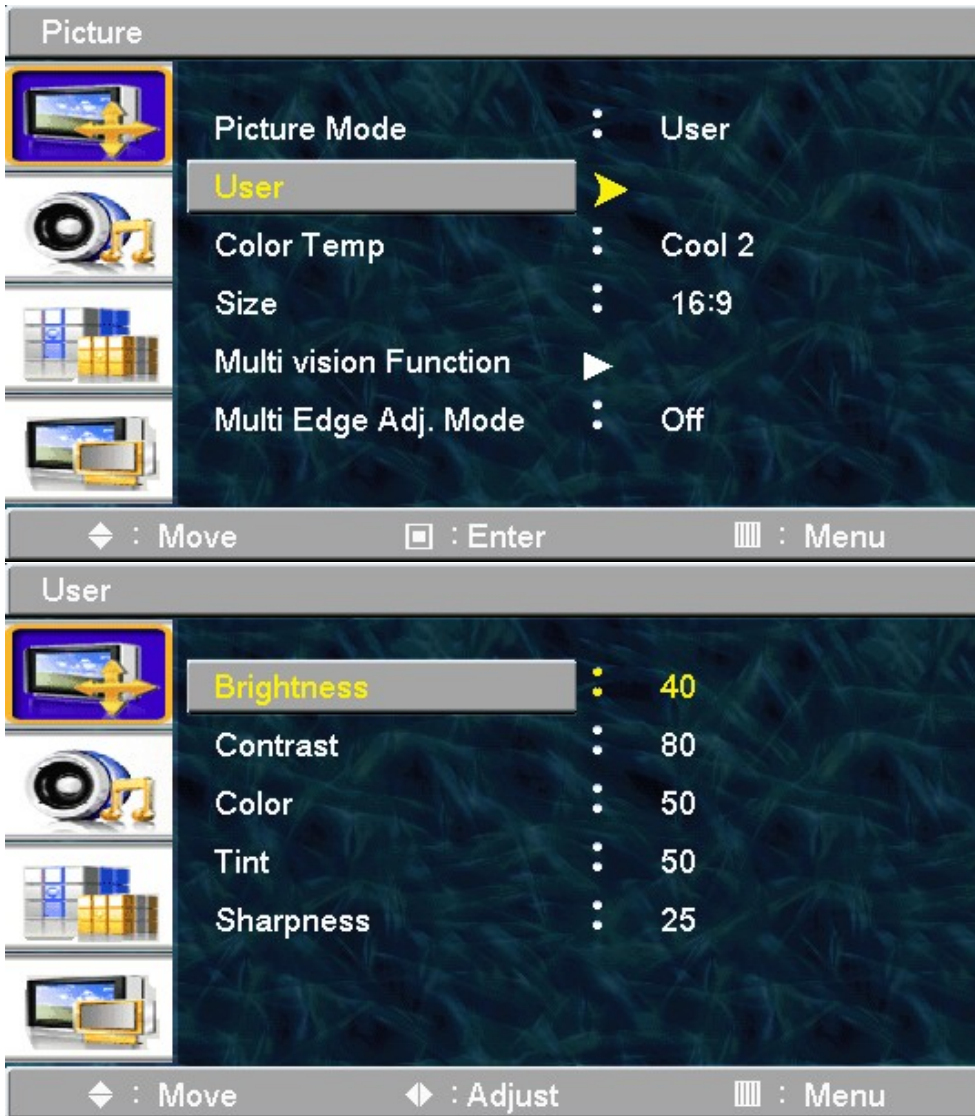 Picture
Picture Mode : User
User
Color Temp : Cool 2
Size : 16:9
Multi vision Function
Multi Edge Adj. Mode : Off
: Move : Enter : Menu
User
Brightness : 40
Contrast : 80
Color : 50
Tint : 50
Sharpness : 25
: Move : Adjust : Menu